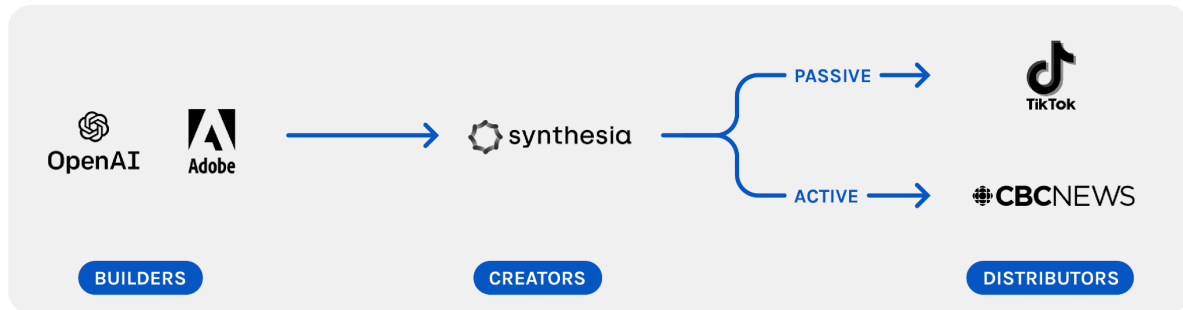 OpenAI
Adobe
synthesia
PASSIVE
TikTok
ACTIVE
CBCNEWS
BUILDERS
CREATORS
DISTRIBUTORS